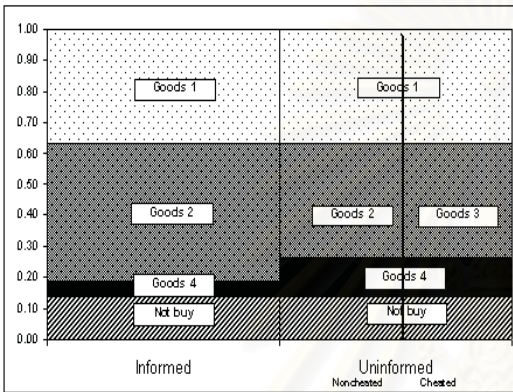 1.00
0.90
0.80
0.70
0.60
0.50
0.40
0.30
0.20
0.10
0.00
Goods 1 Goods 1
Goods 2 Goods 2 Goods 3
Goods 4 Goods 4
Not buy Not buy
Informed Uninformed
Noncheated Cheated